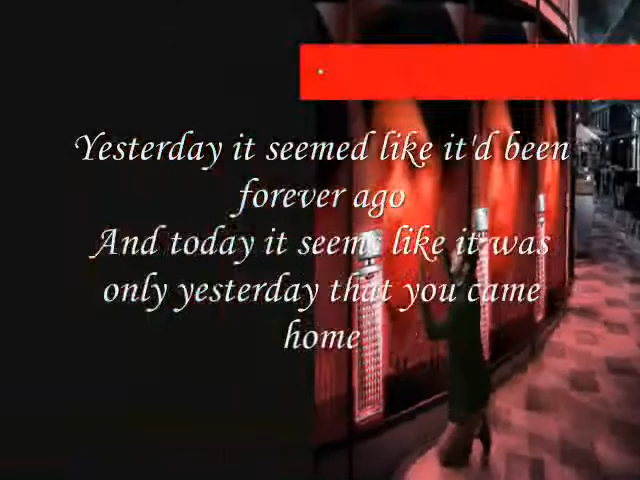 Yesterday it seemed like it'd been
forever ago
And today it seems like it was
only yesterday that you came
home